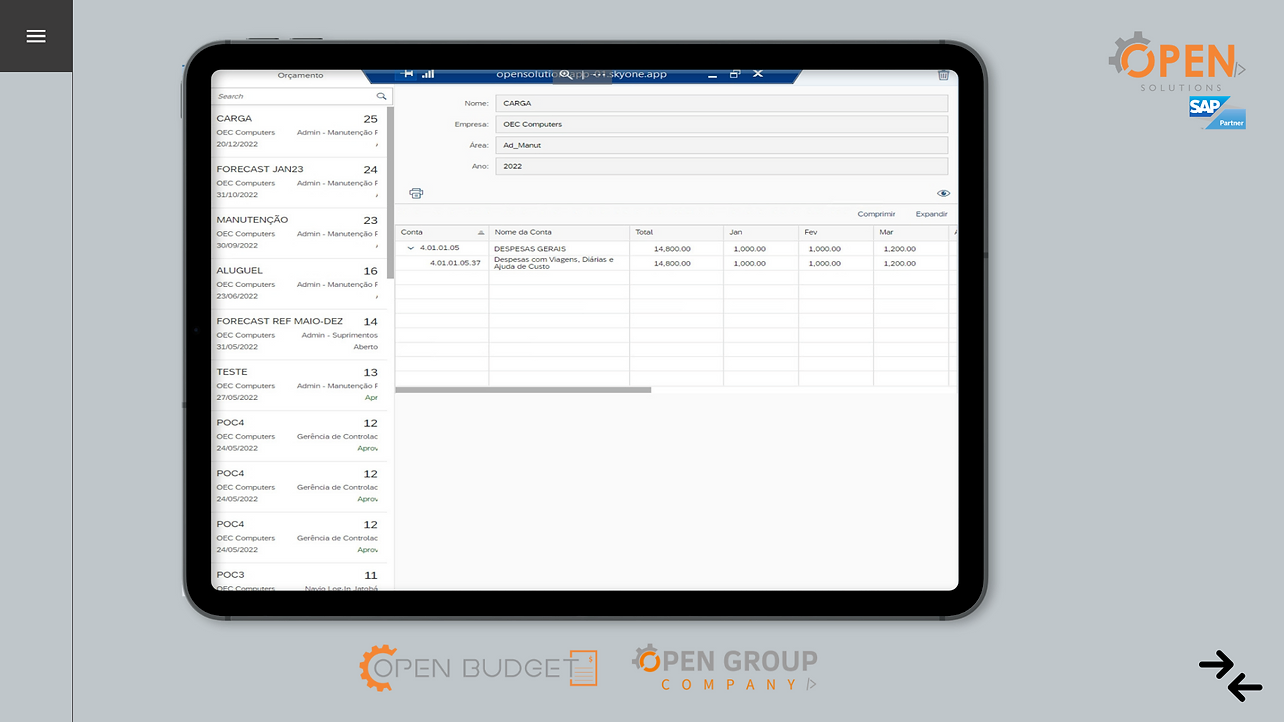 OPEN
SOLUTIONS
SAP
Partner
Orçamento
skyone.app
Search
CARGA 25
OEC Computers Admin - Manutenção
20/12/2022
FORECAST JAN23 24
OEC Computers Admin - Manutenção
31/10/2022
MANUTENÇÃO 23
OEC Computers Admin - Manutenção
30/09/2022
ALUGUEL 16
OEC Computers Admin - Manutenção
23/06/2022
FORECAST REF MAIO-DEZ 14
OEC Computers Admin - Suprimentos
31/05/2022 Aberto
TESTE 13
OEC Computers Admin - Manutenção
27/05/2022 Apr
POC4 12
OEC Computers Gerência de Controlac
24/05/2022 Aprov
POC4 12
OEC Computers Gerência de Controlac
24/05/2022 Aprov
POC4 12
OEC Computers Gerência de Controlac
24/05/2022 Aprov
POC3 11
OEC Computers Navio Log-In Jatobá
Nome: CARGA
Empresa: OEC Computers
Área: Ad_Manut
Ano: 2022
Comprimir Expandir
Conta Nome da Conta Total Jan Fev Mar
4.01.01.05 DESPESAS GERAIS 14,800.00 1,000.00 1,000.00 1,200.00
4.01.01.05.37 Despesas com Viagens, Diárias e Ajuda de Custo 14,800.00 1,000.00 1,000.00 1,200.00
OPEN BUDGET
OPEN GROUP
COMPANY